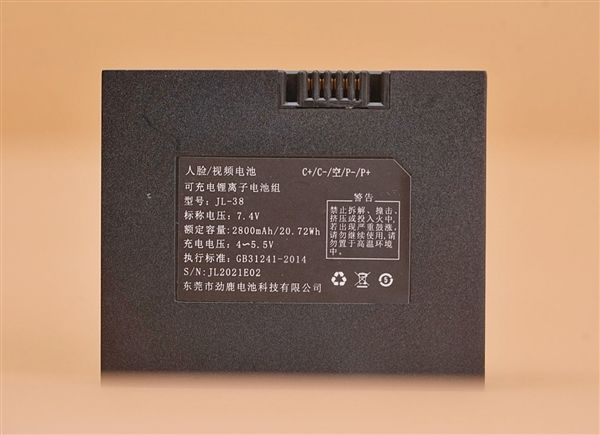 人脸/视频电池
C+/C-/空/P-/P+
可充电锂离子电池组
型号: JL-38
标称电压: 7.4V
额定容量: 2800mAh/20.72Wh
充电电压: 4~5.5V
执行标准: GB31241-2014
S/N: JL2021E02
东莞市劲鹿电池科技有限公司
警告
禁止拆解、撞击、
挤压或投入火中,
若出现严重鼓涨,
请勿继续使用,请
勿置于高温环境
中。